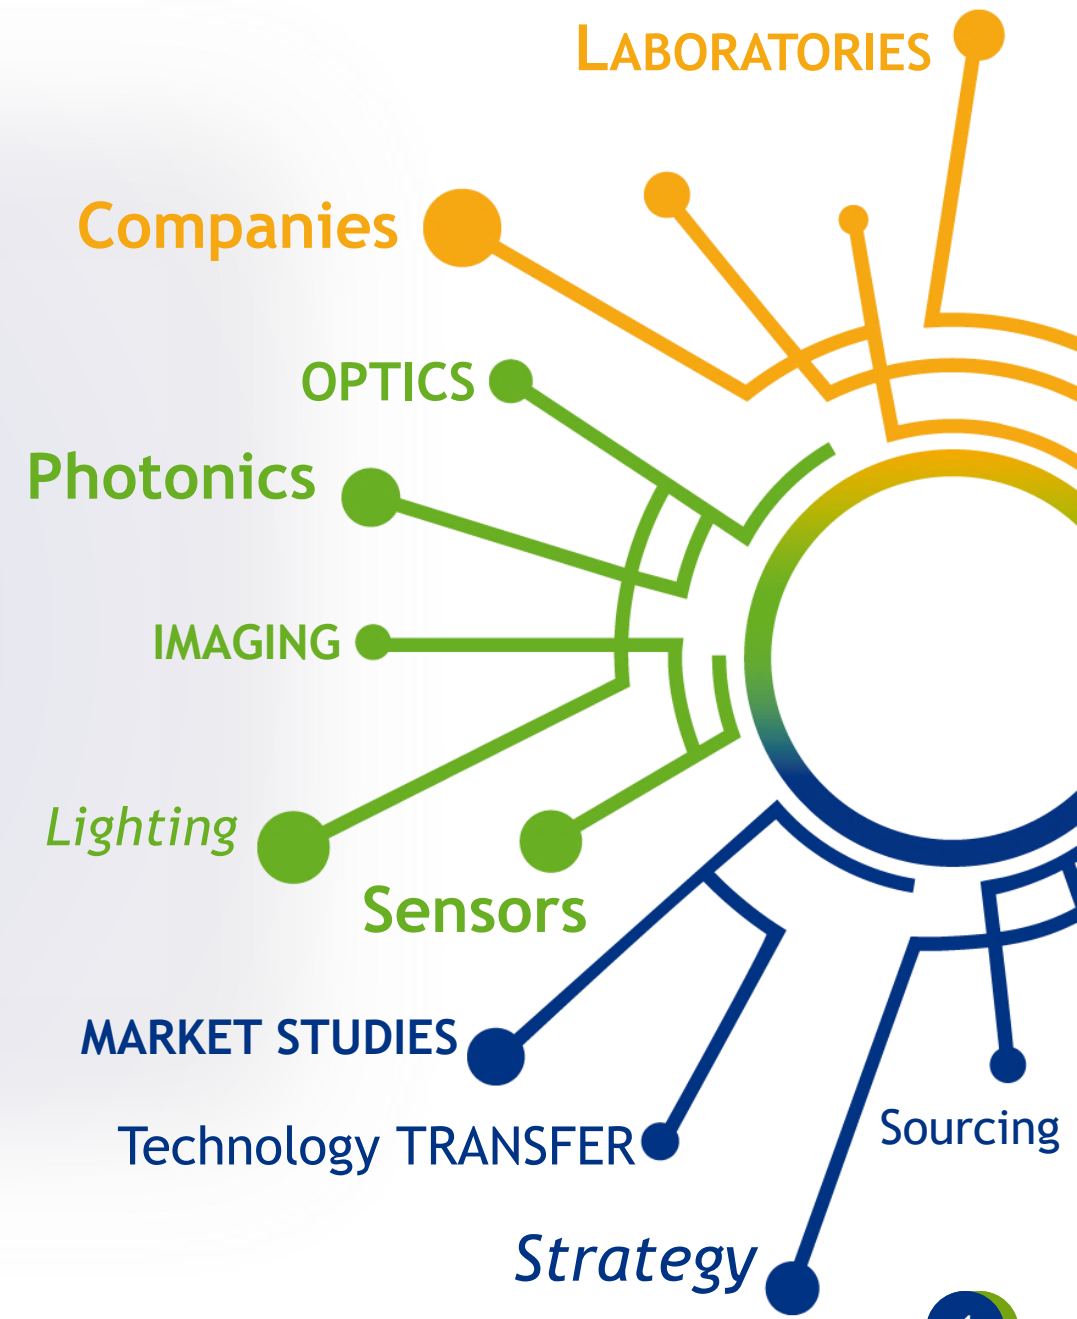 LABORATORIES
Companies
OPTICS
Photonics
IMAGING
Lighting
Sensors
MARKET STUDIES
Technology TRANSFER
Sourcing
Strategy